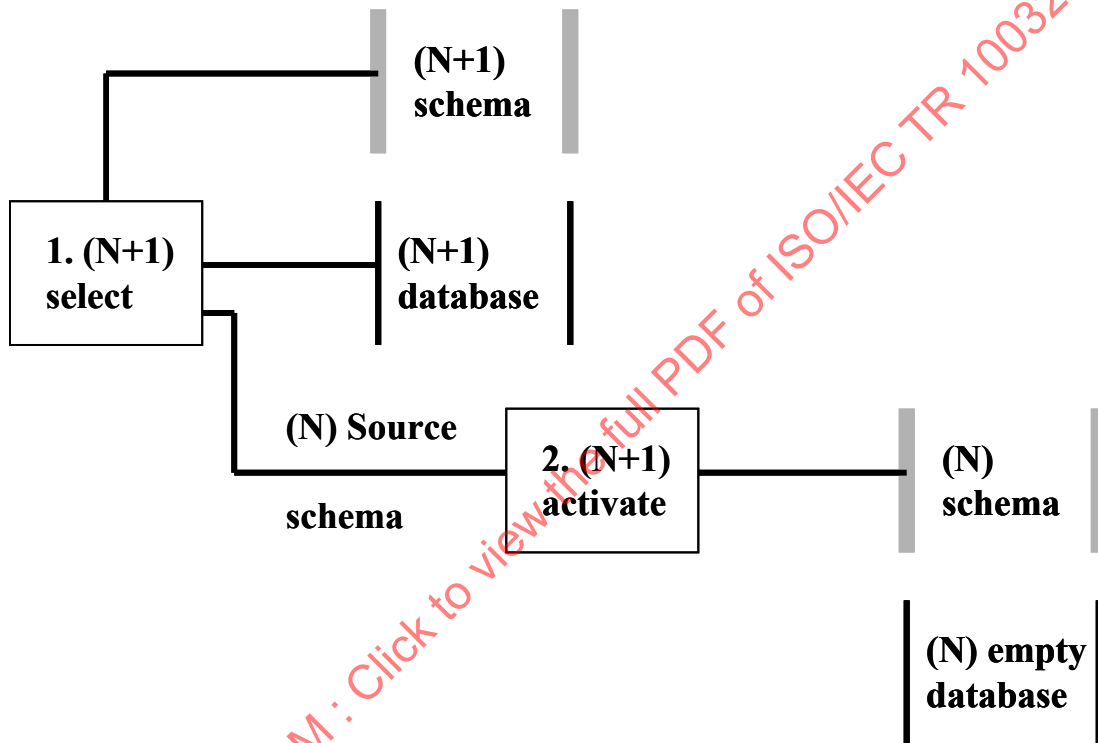 (N+1)
schema
1. (N+1)
select
(N+1)
database
(N) Source
schema
2. (N+1)
activate
(N)
schema
(N) empty
database
M : Click to view the full PDF of ISO/IEC TR 10032